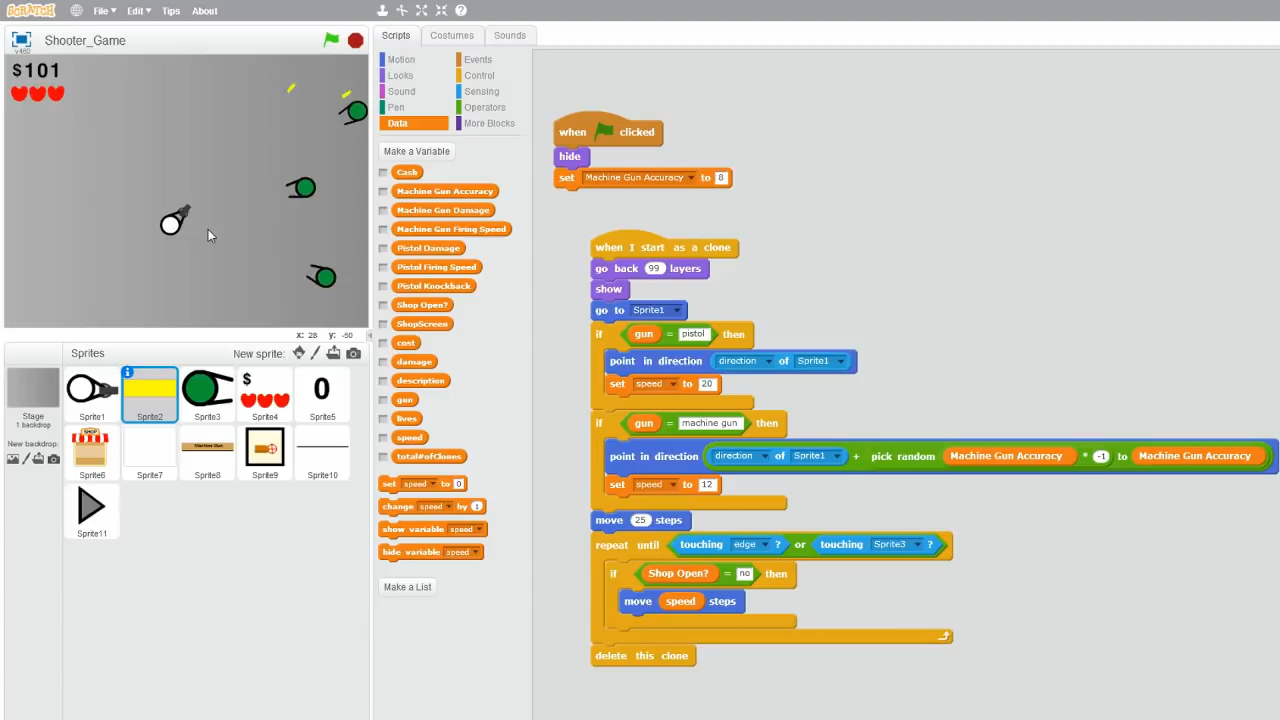 SCRATCH File Edit Tips About
v460 Shooter_Game
$101
x: 28 y: -50
Sprites New sprite:
Stage
1 backdrop
New backdrop:
Sprite1
Sprite2
Sprite3
$
Sprite4
0
Sprite5
SHOP
Sprite6
Sprite7
Machine Gun
Sprite8
Sprite9
Sprite10
Sprite11
Scripts Costumes Sounds
Motion Events
Looks Control
Sound Sensing
Pen Operators
Data More Blocks
Make a Variable
Cash
Machine Gun Accuracy
Machine Gun Damage
Machine Gun Firing Speed
Pistol Damage
Pistol Firing Speed
Pistol Knockback
Shop Open?
ShopScreen
cost
damage
description
gun
lives
speed
total#ofClones
set speed to 0
change speed by 1
show variable speed
hide variable speed
Make a List
when clicked
hide
set Machine Gun Accuracy to 8
when I start as a clone
go back 99 layers
show
go to Sprite1
if gun = pistol then
point in direction direction of Sprite1
set speed to 20
if gun = machine gun then
point in direction direction of Sprite1 + pick random Machine Gun Accuracy * -1 to Machine Gun Accuracy
set speed to 12
move 25 steps
repeat until touching edge ? or touching Sprite3 ?
if Shop Open? = no then
move speed steps
delete this clone